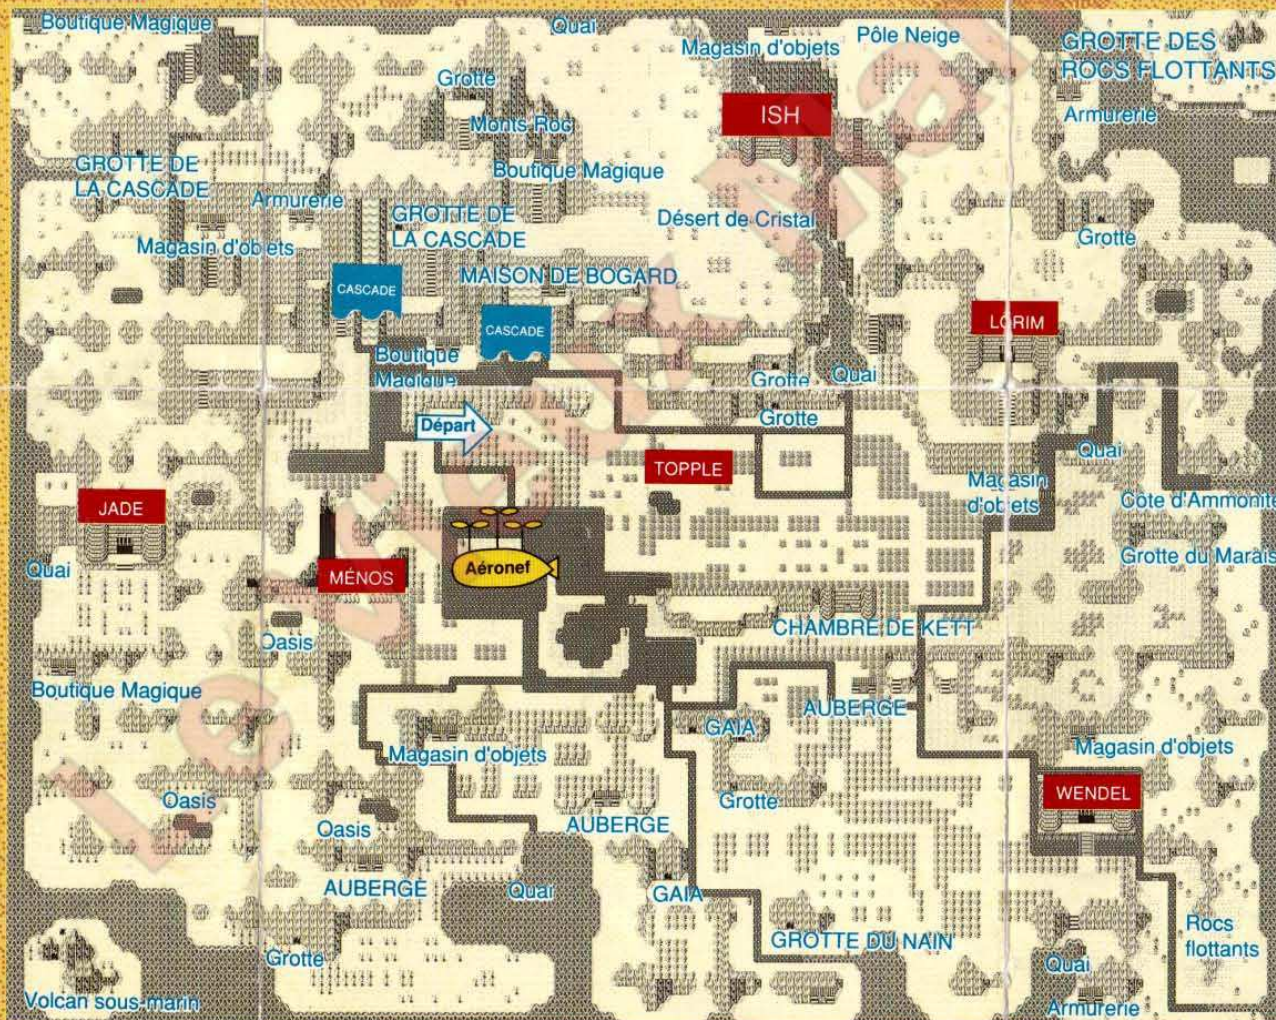 Boutique Magique
Quai
Magasin d'objets
Pôle Neige
GROTTE DES
ROCS FLOTTANTS
Grotte
ISH
Armurerie
Monts Roc
GROTTE DE
LA CASCADE
Boutique Magique
Armurerie
GROTTE DE
LA CASCADE
Désert de Cristal
Grotte
Magasin d'objets
MAISON DE BOGARD
CASCADE
CASCADE
LORIM
Boutique
Magique
Grotte
Quai
Départ
Grotte
TOPPLE
Quai
Magasin
d'objets
Côte d'Ammonite
JADE
Grotte du Marais
Quai
MÉNOS
Aéronef
Oasis
CHAMBRE DE KETT
Boutique Magique
AUBERGE
GAIA
Magasin d'objets
Magasin d'objets
Oasis
Grotte
WENDEL
Oasis
AUBERGE
AUBERGE
Quai
GAIA
Rocs
flottants
GROTTE DU NAIN
Grotte
Quai
Volcan sous-marin
Armurerie
Le Vieux Manuel